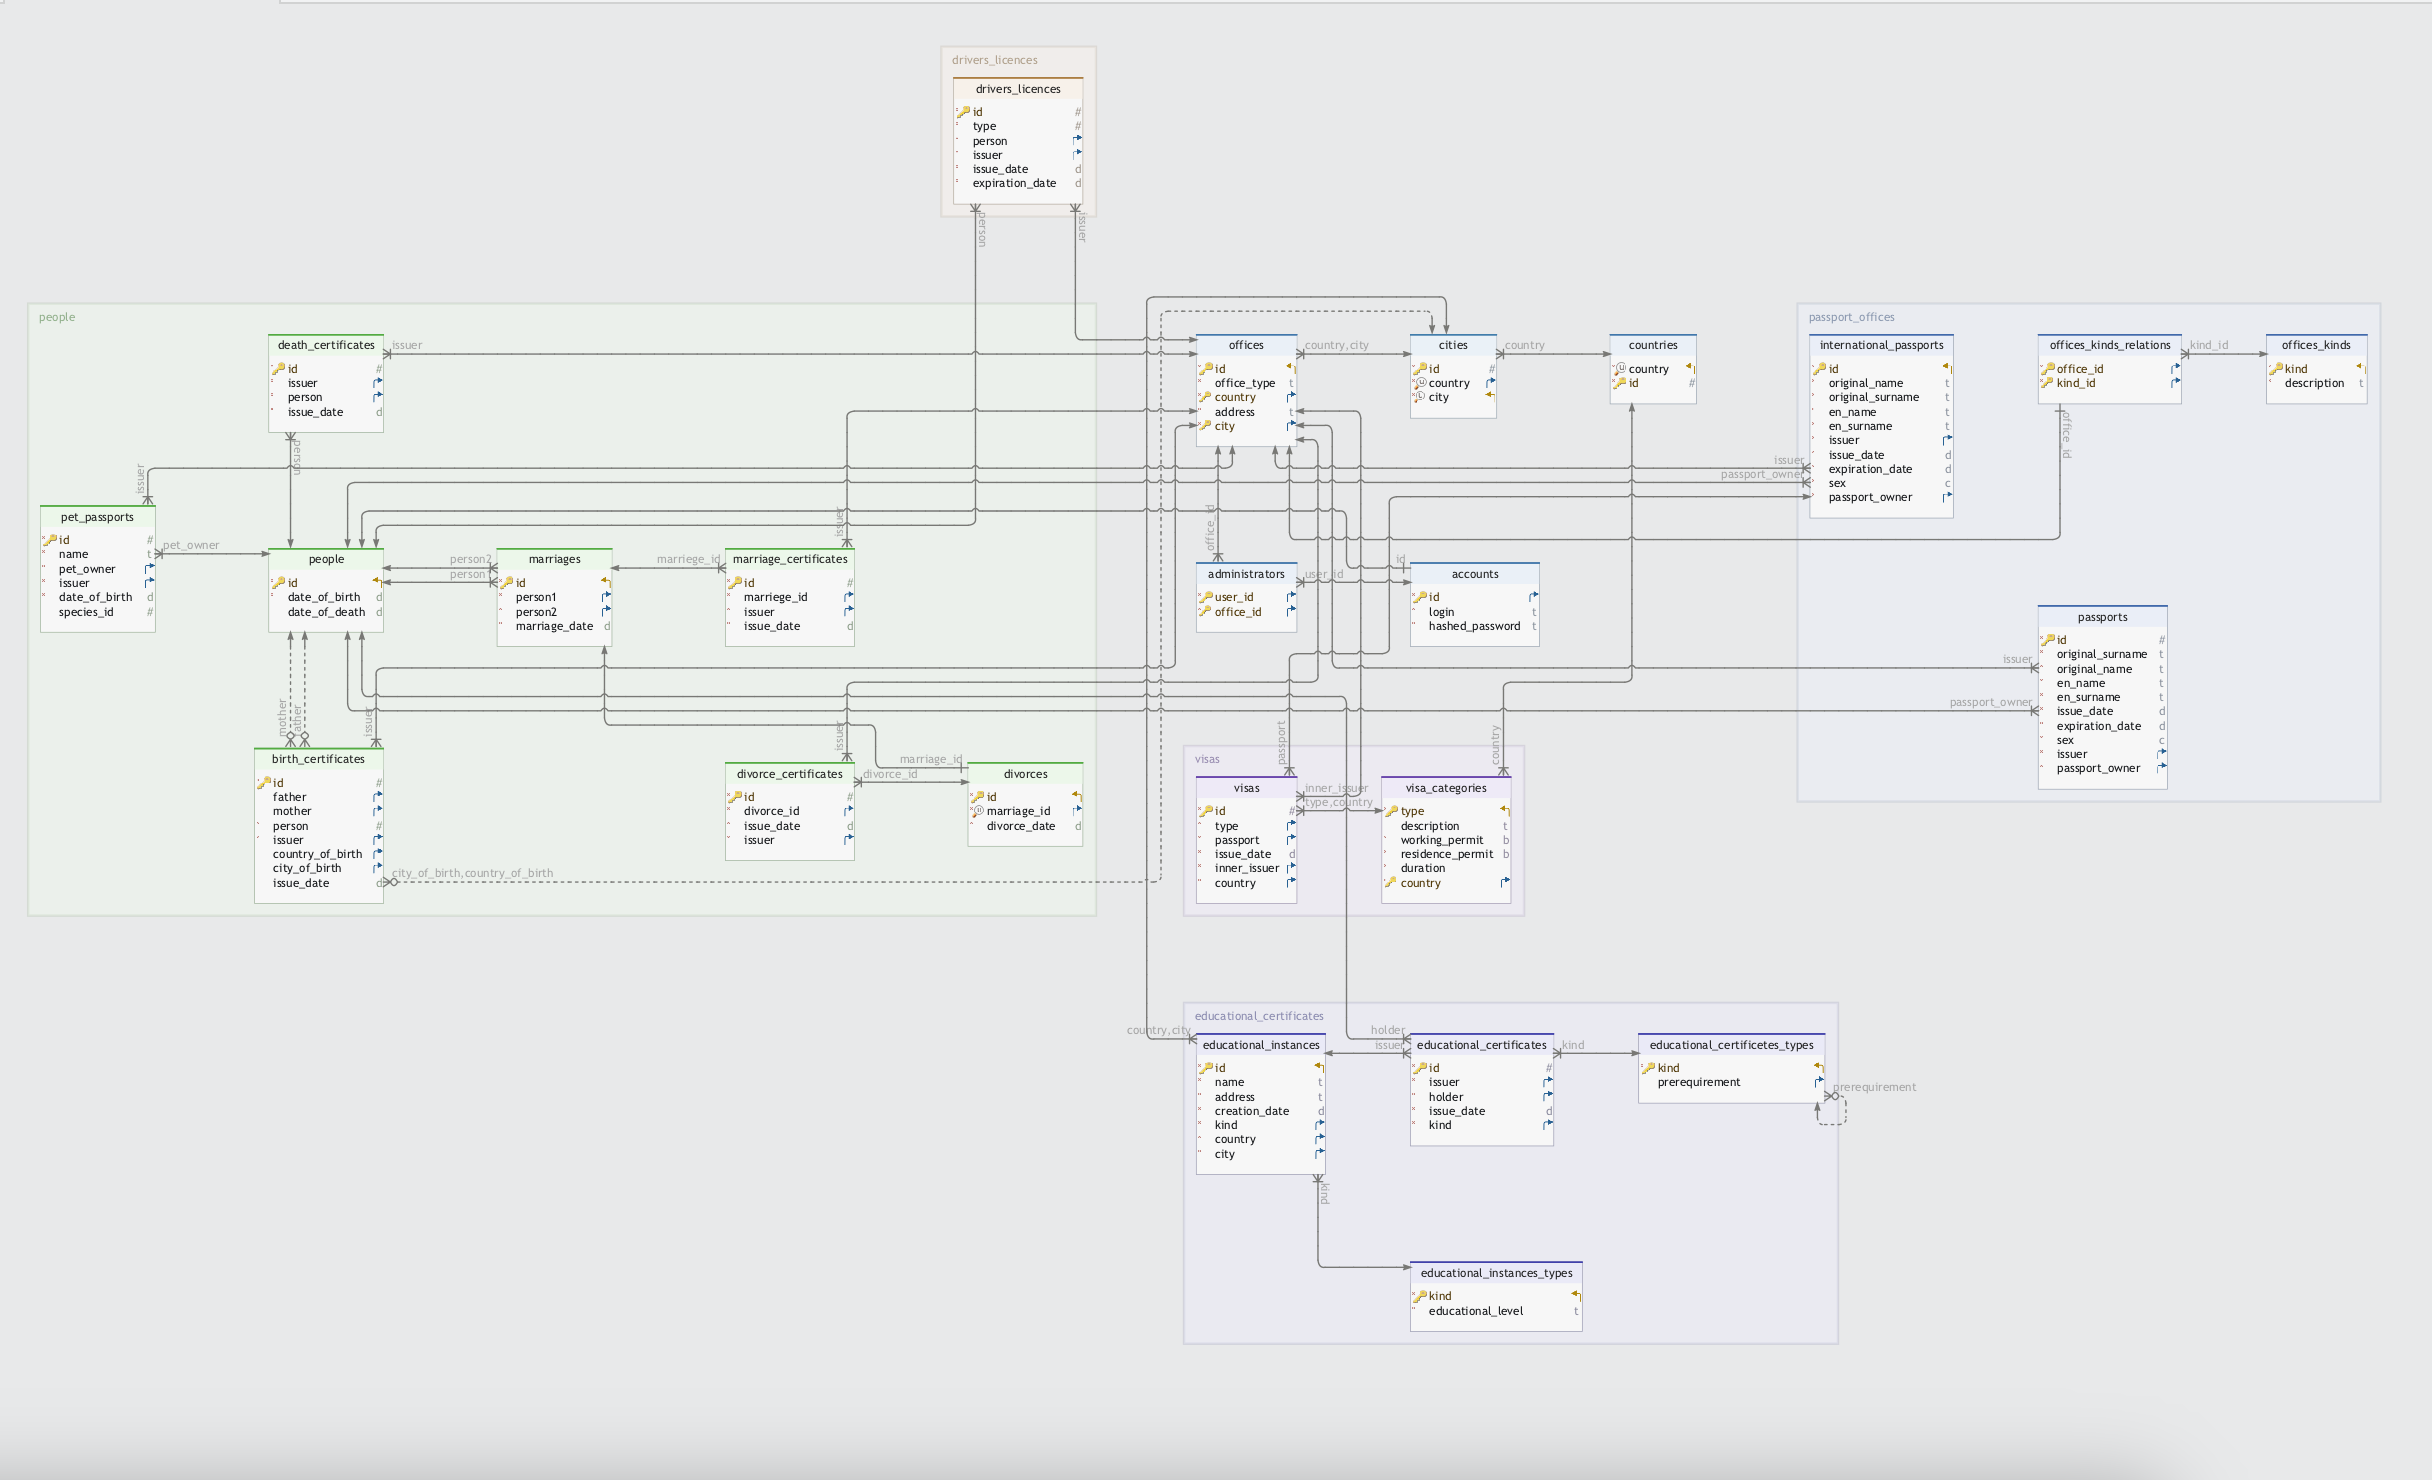 drivers_licences
drivers_licences
id #
type #
person
issuer
issue_date d
expiration_date d
person
issuer
people
death_certificates
id #
issuer
person
issue_date d
issuer
person
issuer
pet_passports
id #
name t
pet_owner
issuer
date_of_birth d
species_id #
pet_owner
people
id
date_of_birth d
date_of_death d
person2
person1
marriages
id
person1
person2
marriage_date d
marriege_id
issuer
marriage_certificates
id #
marriege_id
issuer
issue_date d
mother
father
issuer
birth_certificates
id #
father
mother
person #
issuer
country_of_birth
city_of_birth
issue_date d
city_of_birth,country_of_birth
issuer
divorce_certificates
id #
divorce_id
issue_date d
issuer
divorce_id
marriage_id
divorces
id
marriage_id
divorce_date d
offices
id
office_type t
country
address t
city
country,city
cities
id #
country
city
country
countries
country
id #
office_id
administrators
user_id
office_id
user_id
id
accounts
id
login t
hashed_password t
passport_offices
international_passports
id
original_name t
original_surname t
en_name t
en_surname t
issuer
issue_date d
expiration_date d
sex c
passport_owner
issuer
passport_owner
offices_kinds_relations
office_id
kind_id
kind_id
office_id
offices_kinds
kind
description t
passports
id #
original_surname t
original_name t
en_name t
en_surname t
issue_date d
expiration_date d
sex c
issuer
passport_owner
issuer
passport_owner
visas
passport
country
visas
id #
type
passport
issue_date d
inner_issuer
country
inner_issuer
type,country
visa_categories
type
description t
working_permit b
residence_permit b
duration
country
educational_certificates
country,city
educational_instances
id
name t
address t
creation_date d
kind
country
city
kind
holder
issuer
educational_certificates
id #
issuer
holder
issue_date d
kind
kind
educational_certificetes_types
kind
prerequirement
prerequirement
educational_instances_types
kind
educational_level t